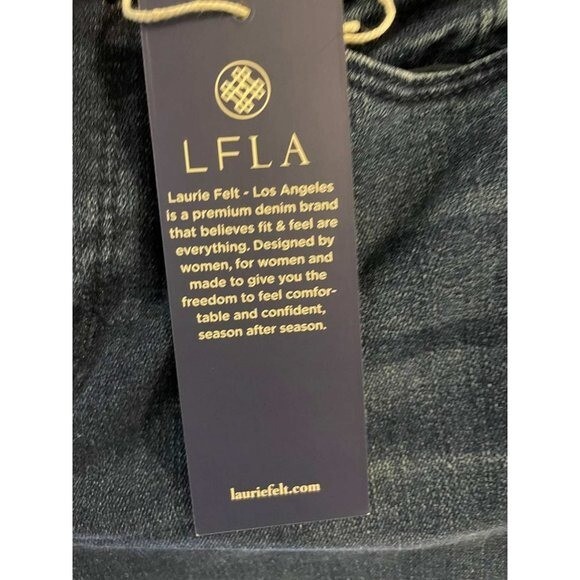 LFLA
Laurie Felt - Los Angeles
is a premium denim brand
that believes fit & feel are
everything. Designed by
women, for women and
made to give you the
freedom to feel comfor-
table and confident,
season after season.
lauriefelt.com